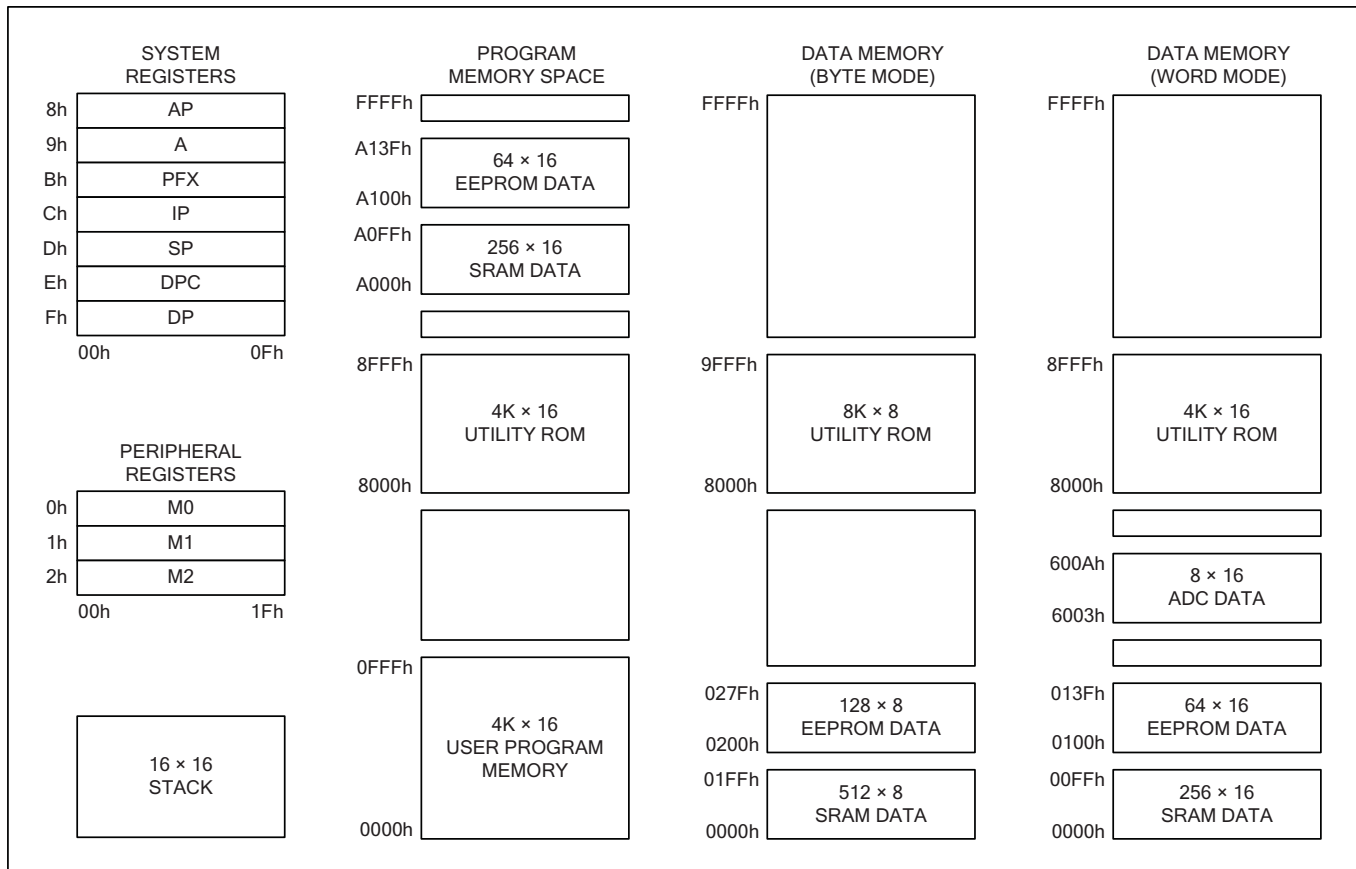 SYSTEM
REGISTERS
8h
AP
9h
A
Bh
PFX
Ch
IP
Dh
SP
Eh
DPC
Fh
DP
00h
0Fh
PERIPHERAL
REGISTERS
0h
M0
1h
M1
2h
M2
00h
1Fh
16 × 16
STACK
PROGRAM
MEMORY SPACE
FFFFh
A13Fh
64 × 16
EEPROM DATA
A100h
A0FFh
256 × 16
SRAM DATA
A000h
8FFFh
4K × 16
UTILITY ROM
8000h
0FFFh
4K × 16
USER PROGRAM
MEMORY
0000h
DATA MEMORY
(BYTE MODE)
FFFFh
9FFFh
8K × 8
UTILITY ROM
8000h
027Fh
128 × 8
EEPROM DATA
0200h
01FFh
512 × 8
SRAM DATA
0000h
DATA MEMORY
(WORD MODE)
FFFFh
8FFFh
4K × 16
UTILITY ROM
8000h
600Ah
8 × 16
ADC DATA
6003h
013Fh
64 × 16
EEPROM DATA
0100h
00FFh
256 × 16
SRAM DATA
0000h